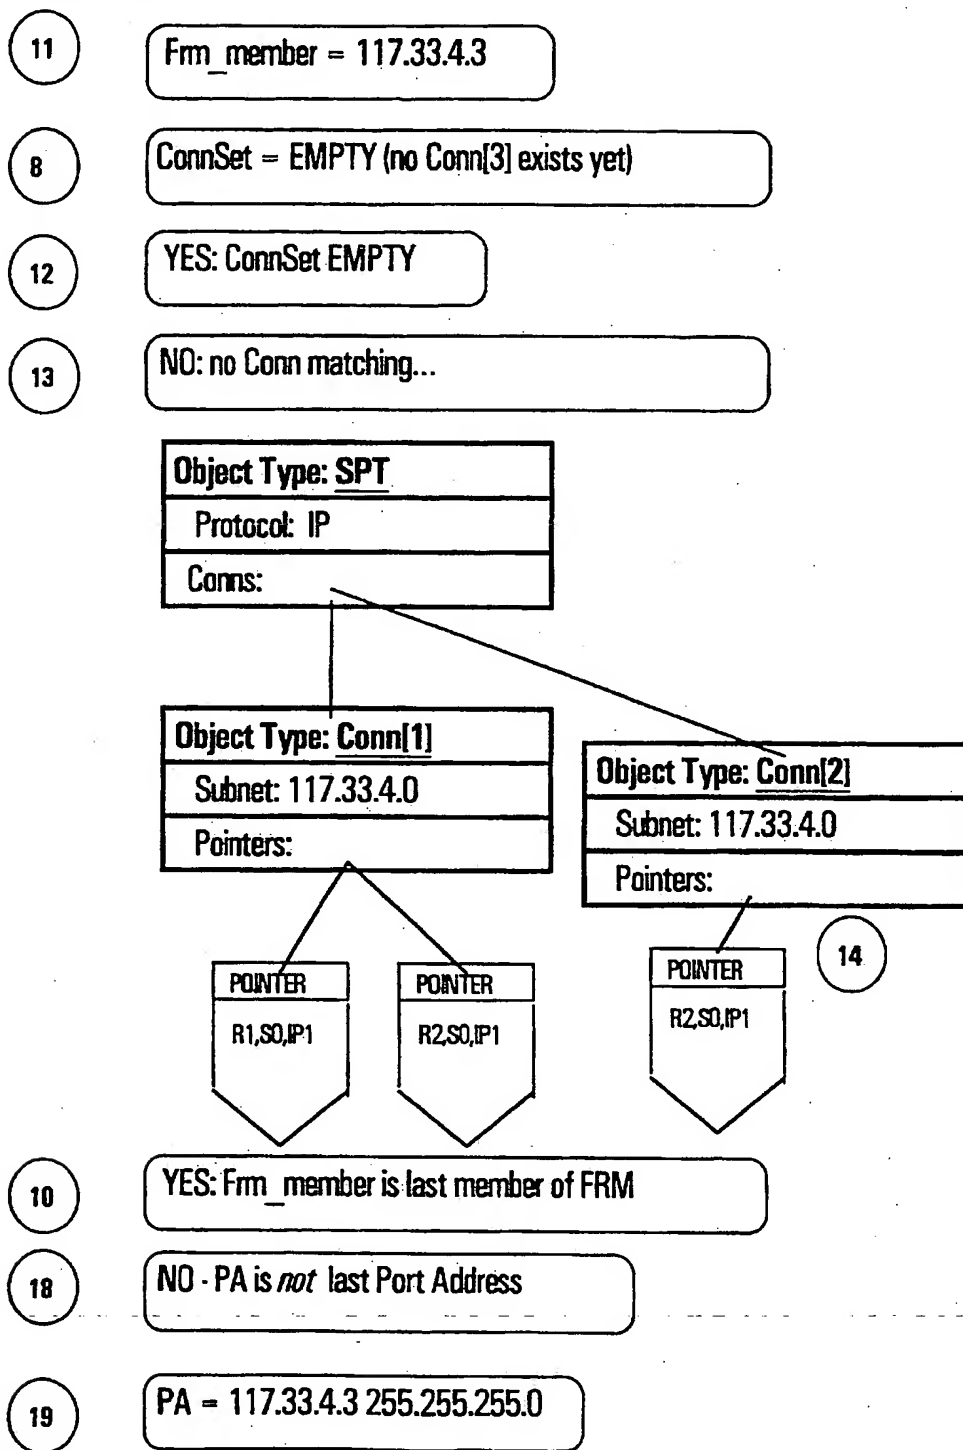 11
Frm_member = 117.33.4.3
8
ConnSet = EMPTY (no Conn[3] exists yet)
12
YES: ConnSet EMPTY
13
NO: no Conn matching...
Object Type: SPT
Protocol: IP
Conns:
Object Type: Conn[1]
Subnet: 117.33.4.0
Pointers:
Object Type: Conn[2]
Subnet: 117.33.4.0
Pointers:
14
POINTER
R1,S0,IP1
POINTER
R2,S0,IP1
POINTER
R2,S0,IP1
10
YES: Frm_member is last member of FRM
18
NO - PA is not last Port Address
19
PA = 117.33.4.3 255.255.255.0